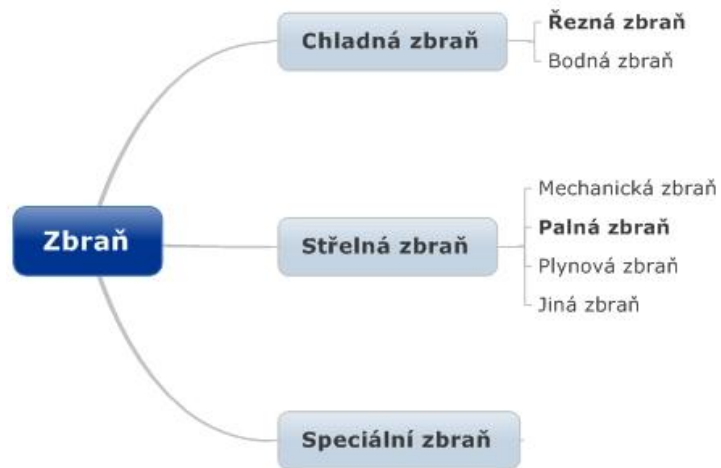 Zbraň
Chladná zbraň
Řezná zbraň
Bodná zbraň
Střelná zbraň
Mechanická zbraň
Palná zbraň
Plynová zbraň
Jiná zbraň
Speciální zbraň